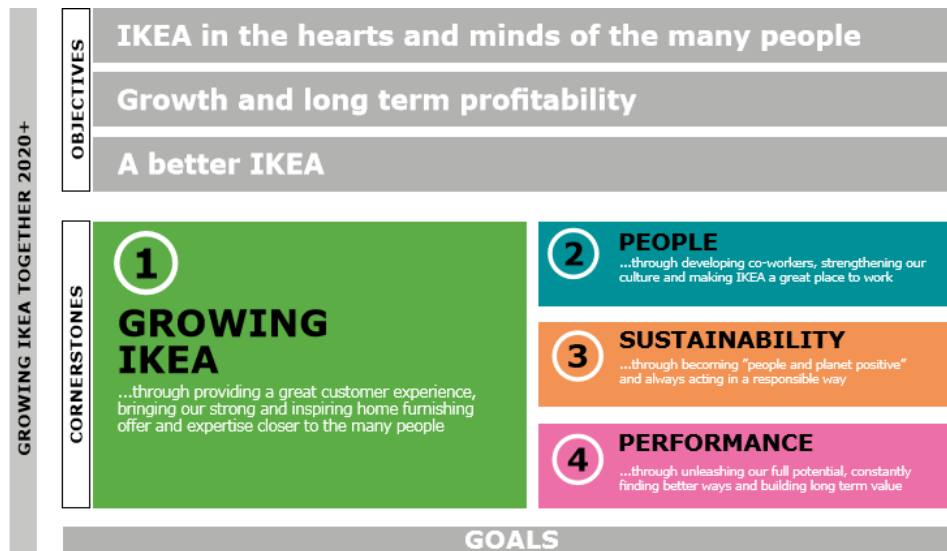 GROWING IKEA TOGETHER 2020+
OBJECTIVES
IKEA in the hearts and minds of the many people
Growth and long term profitability
A better IKEA
CORNERSTONES
1
GROWING
IKEA
...through providing a great customer experience,
bringing our strong and inspiring home furnishing
offer and expertise closer to the many people
2
PEOPLE
...through developing co-workers, strengthening our
culture and making IKEA a great place to work
3
SUSTAINABILITY
...through becoming “people and planet positive”
and always acting in a responsible way
4
PERFORMANCE
...through unleashing our full potential, constantly
finding better ways and building long term value
GOALS